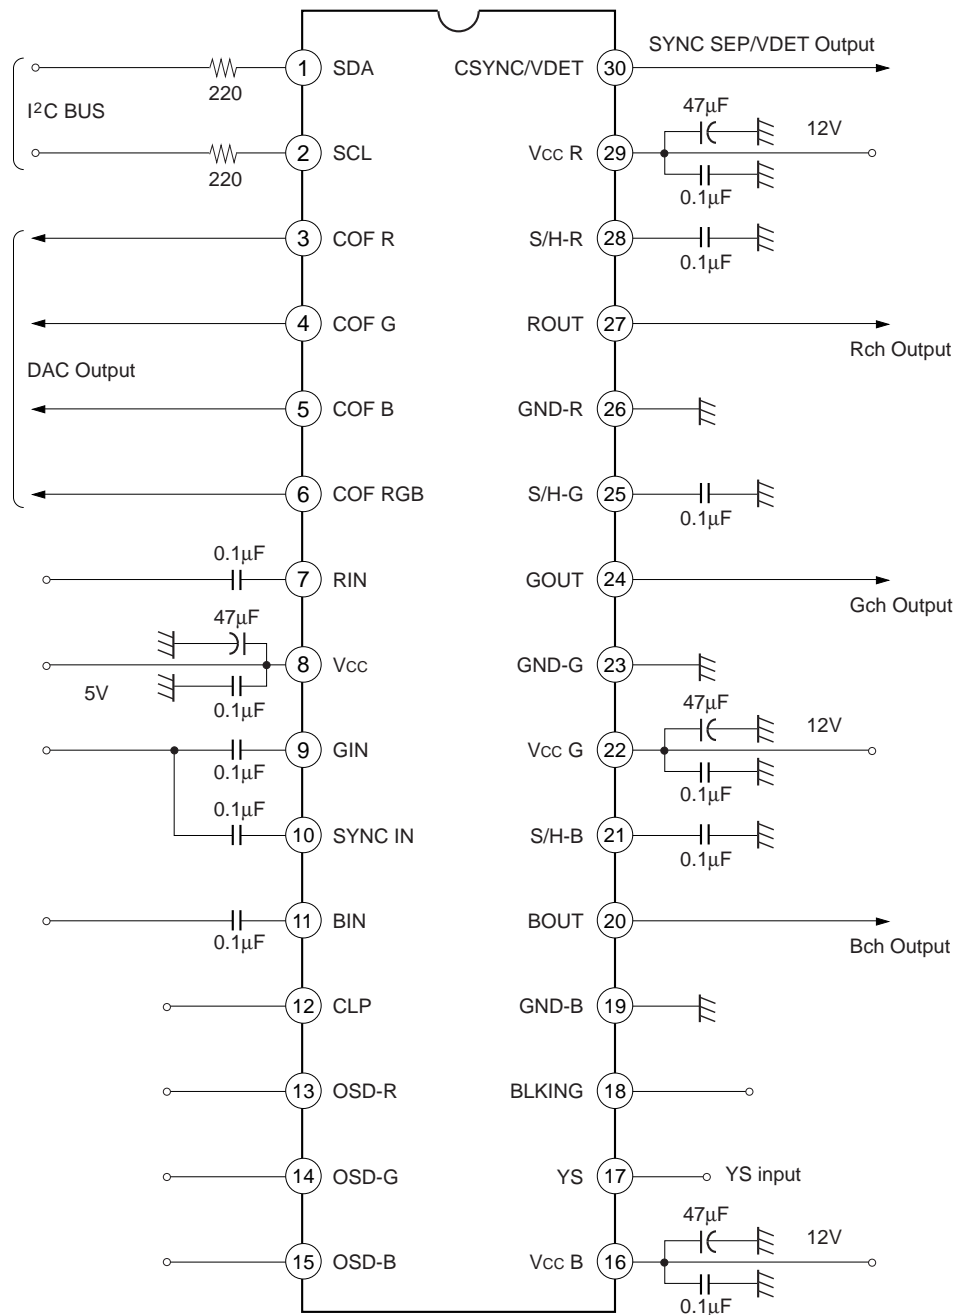 SYNC SEP/VDET Output
1 SDA
CSYNC/VDET 30
220
I2C BUS
47µF
12V
2 SCL
VCC R 29
220
0.1µF
3 COF R
S/H-R 28
0.1µF
4 COF G
ROUT 27
Rch Output
DAC Output
5 COF B
GND-R 26
6 COF RGB
S/H-G 25
0.1µF
0.1µF
7 RIN
GOUT 24
Gch Output
47µF
8 VCC
GND-G 23
5V
0.1µF
47µF
12V
9 GIN
VCC G 22
0.1µF
0.1µF
0.1µF
10 SYNC IN
S/H-B 21
0.1µF
11 BIN
BOUT 20
0.1µF
Bch Output
12 CLP
GND-B 19
13 OSD-R
BLKING 18
14 OSD-G
YS 17
YS input
47µF
12V
15 OSD-B
VCC B 16
0.1µF